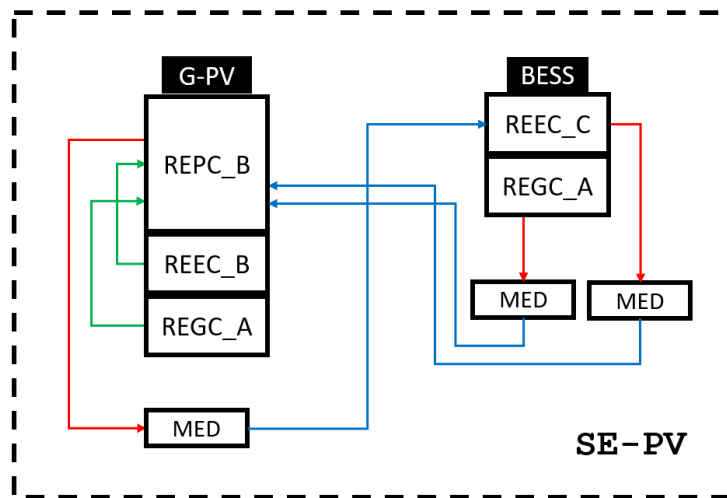 G-PV
BESS
REPC_B
REEC_C
REGC_A
REEC_B
REGC_A
MED
MED
MED
SE-PV